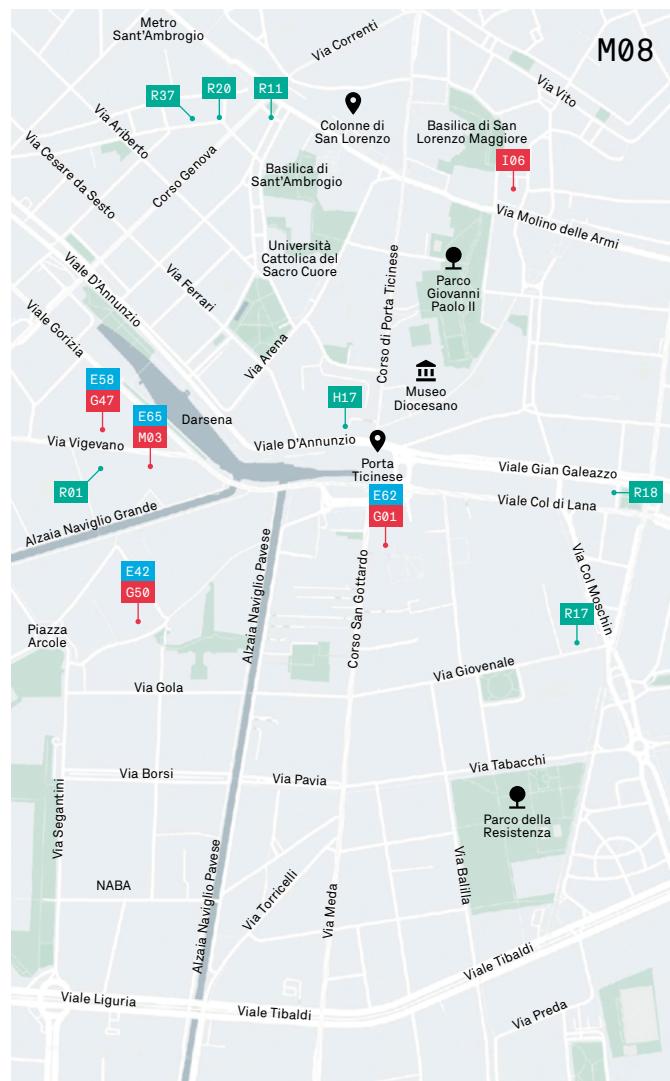 Metro
Sant'Ambrogio
Via Correnti
M08
Via Vito
R37
R20
R11
Via Ariberto
Colonne di
San Lorenzo
Basilica di San
Lorenzo Maggiore
I06
Via Cesare da Sesto
Corso Genova
Basilica di
Sant'Ambrogio
Via Molino delle Armi
Università
Cattolica del
Sacro Cuore
Corso di Porta Ticinese
Viale D'Annunzio
Via Ferrari
Parco
Giovanni
Paolo II
Viale Gorizia
Via Arena
E58
G47
H17
Museo
Diocesano
E65
M03
Darsena
Via Vigevano
Viale D'Annunzio
Porta
Ticinese
Viale Gian Galeazzo
R01
E62
G01
Viale Col di Lana
R18
Alzaia Naviglio Grande
Alzaia Naviglio Pavese
Corso San Gottardo
Via Col Moschin
E42
G50
R17
Piazza
Arcole
Via Giovenale
Via Gola
Via Borsi
Via Pavia
Via Tabacchi
Via Segantini
Parco della
Resistenza
NABA
Alzaia Naviglio Pavese
Via Torricelli
Via Meda
Via Balilla
Viale Tibaldi
Viale Liguria
Viale Tibaldi
Via Preda